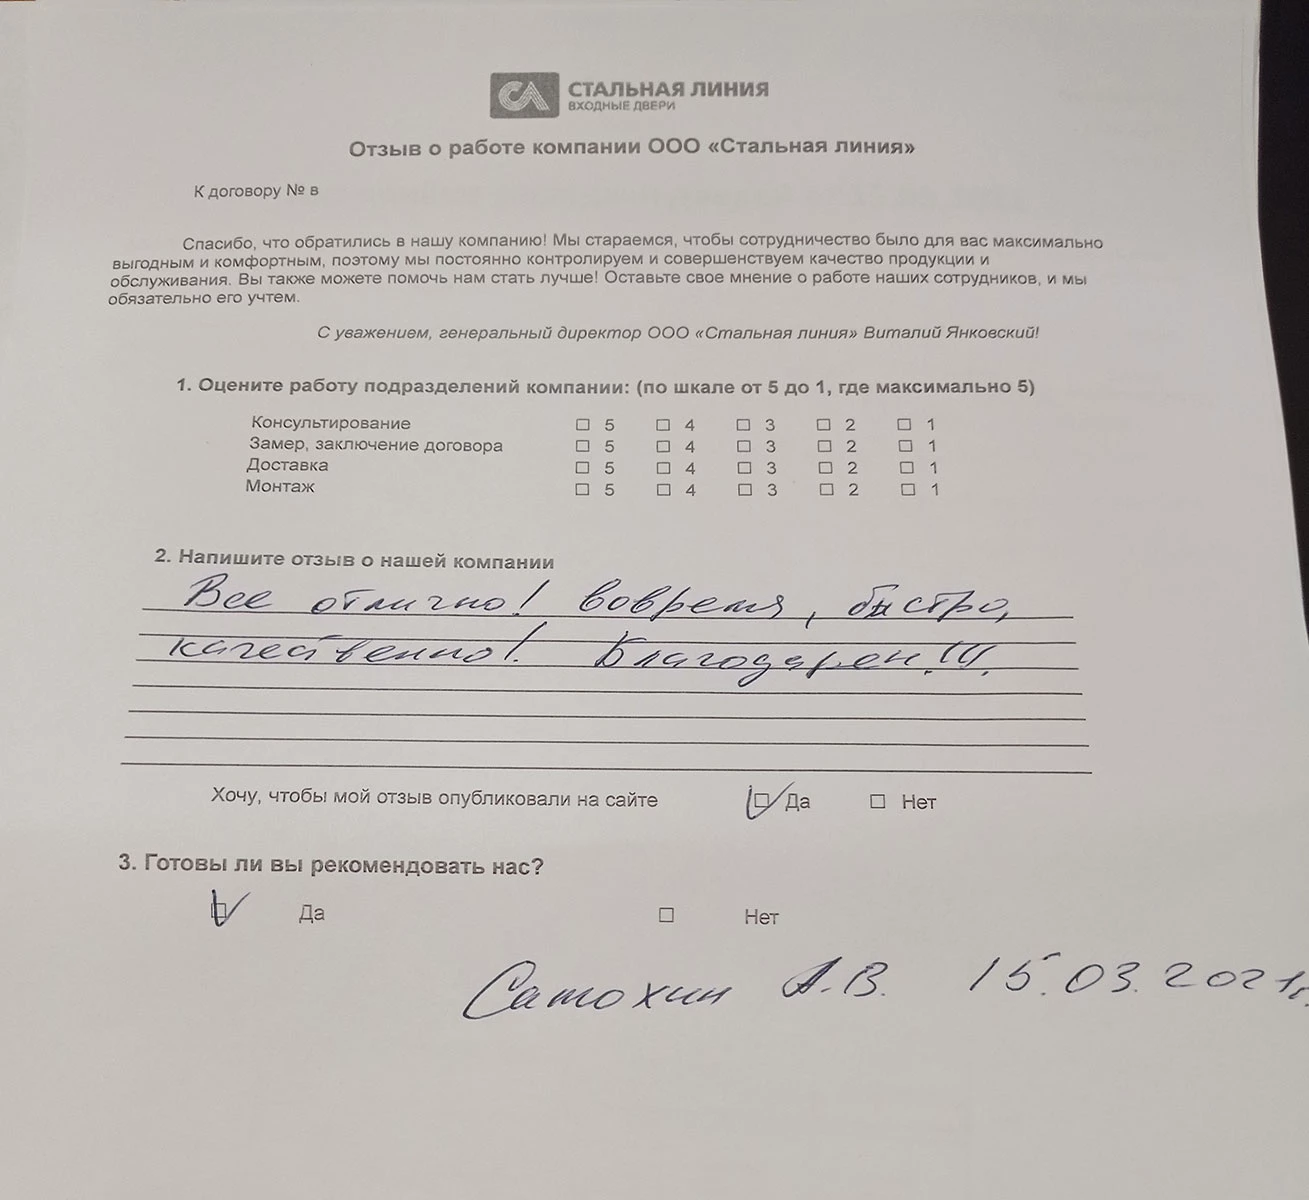 СТАЛЬНАЯ ЛИНИЯ
ВХОДНЫЕ ДВЕРИ
Отзыв о работе компании ООО «Стальная линия»
К договору № в
Спасибо, что обратились в нашу компанию! Мы стараемся, чтобы сотрудничество было для вас максимально
выгодным и комфортным, поэтому мы постоянно контролируем и совершенствуем качество продукции и
обслуживания. Вы также можете помочь нам стать лучше! Оставьте свое мнение о работе наших сотрудников, и мы
обязательно его учтем.
С уважением, генеральный директор ООО «Стальная линия» Виталий Янковский!
1. Оцените работу подразделений компании: (по шкале от 5 до 1, где максимально 5)
Консультирование ☐ 5 ☐ 4 ☐ 3 ☐ 2 ☐ 1
Замер, заключение договора ☐ 5 ☐ 4 ☐ 3 ☐ 2 ☐ 1
Доставка ☐ 5 ☐ 4 ☐ 3 ☐ 2 ☐ 1
Монтаж ☐ 5 ☐ 4 ☐ 3 ☐ 2 ☐ 1
2. Напишите отзыв о нашей компании
Все отлично! вовремя, быстро,
качественно! Благодарен!!!
Хочу, чтобы мой отзыв опубликовали на сайте ☑ Да ☐ Нет
3. Готовы ли вы рекомендовать нас?
☑ Да ☐ Нет
Сатохин А.В. 15.03.2021г.